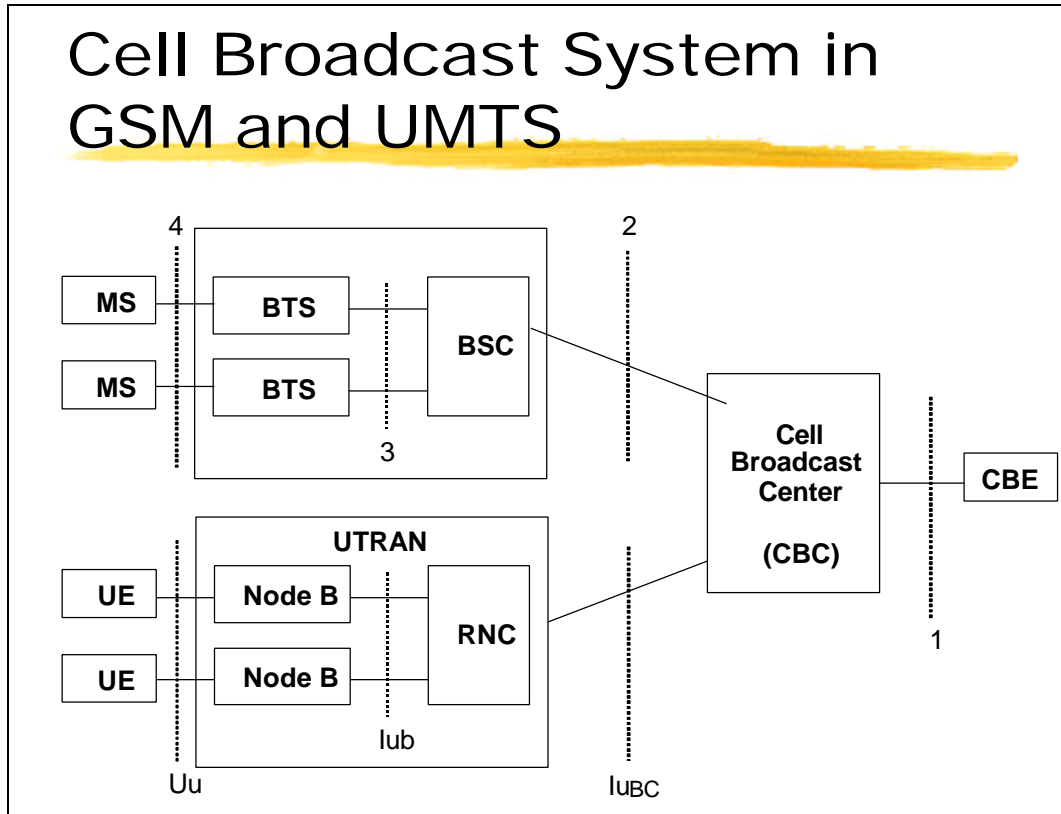 Cell Broadcast System in
GSM and UMTS
4
2
MS
BTS
BSC
MS
BTS
3
Cell
Broadcast
Center
(CBC)
CBE
1
UTRAN
UE
Node B
RNC
UE
Node B
Iub
Uu
IuBC